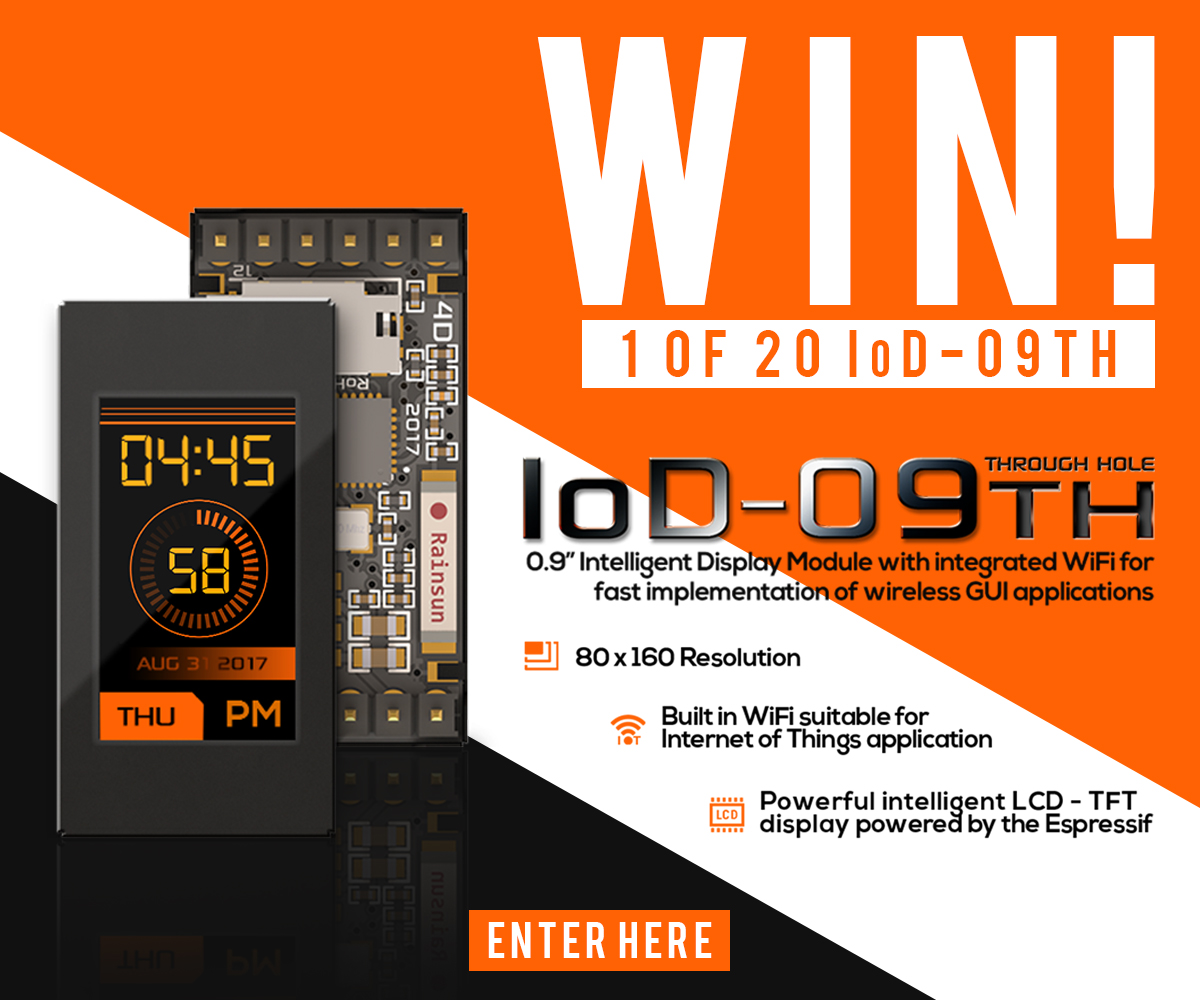 WIN!
1 OF 20 IoD-09TH
12
4D
RoH
2017
Rainsun
04:45
58
AUG 31 2017
THU PM
IoD-09TH
THROUGH HOLE
0.9” Intelligent Display Module with integrated WiFi for
fast implementation of wireless GUI applications
80 x 160 Resolution
IOT
Built in WiFi suitable for
Internet of Things application
LCD
Powerful intelligent LCD - TFT
display powered by the Espressif
ENTER HERE